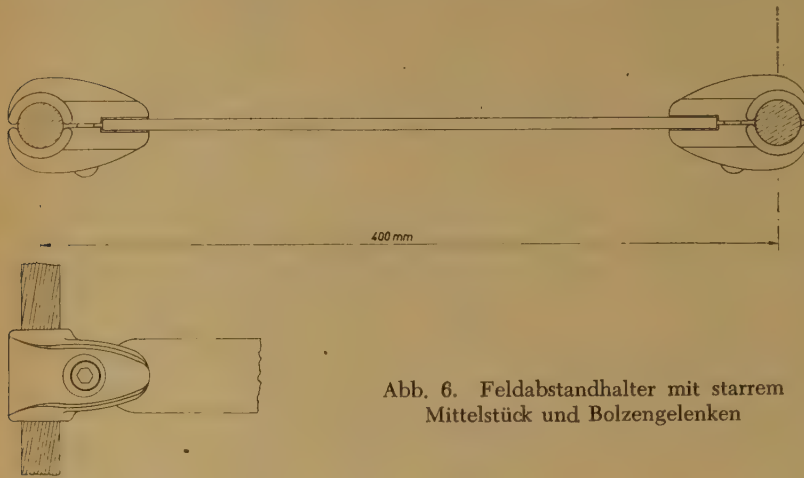 400 mm
Abb. 6. Feldabstandhalter mit starrem
Mittelstück und Bolzengelenken